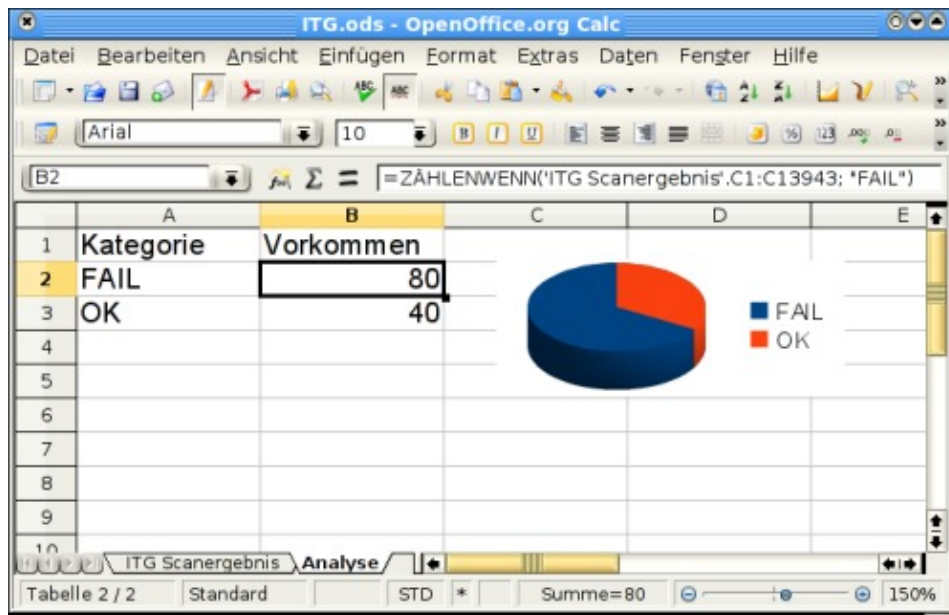 ITG.ods - OpenOffice.org Calc
Datei Bearbeiten Ansicht Einfügen Format Extras Daten Fenster Hilfe
Arial 10
B2 =ZÄHLENWENN('ITG Scanergebnis'.C1:C13943; "FAIL")
A B C D E
1 Kategorie Vorkommen
2 FAIL 80
3 OK 40
FAIL
OK
4
5
6
7
8
9
10
ITG Scanergebnis Analyse
Tabelle 2 / 2 Standard STD * Summe=80 150%